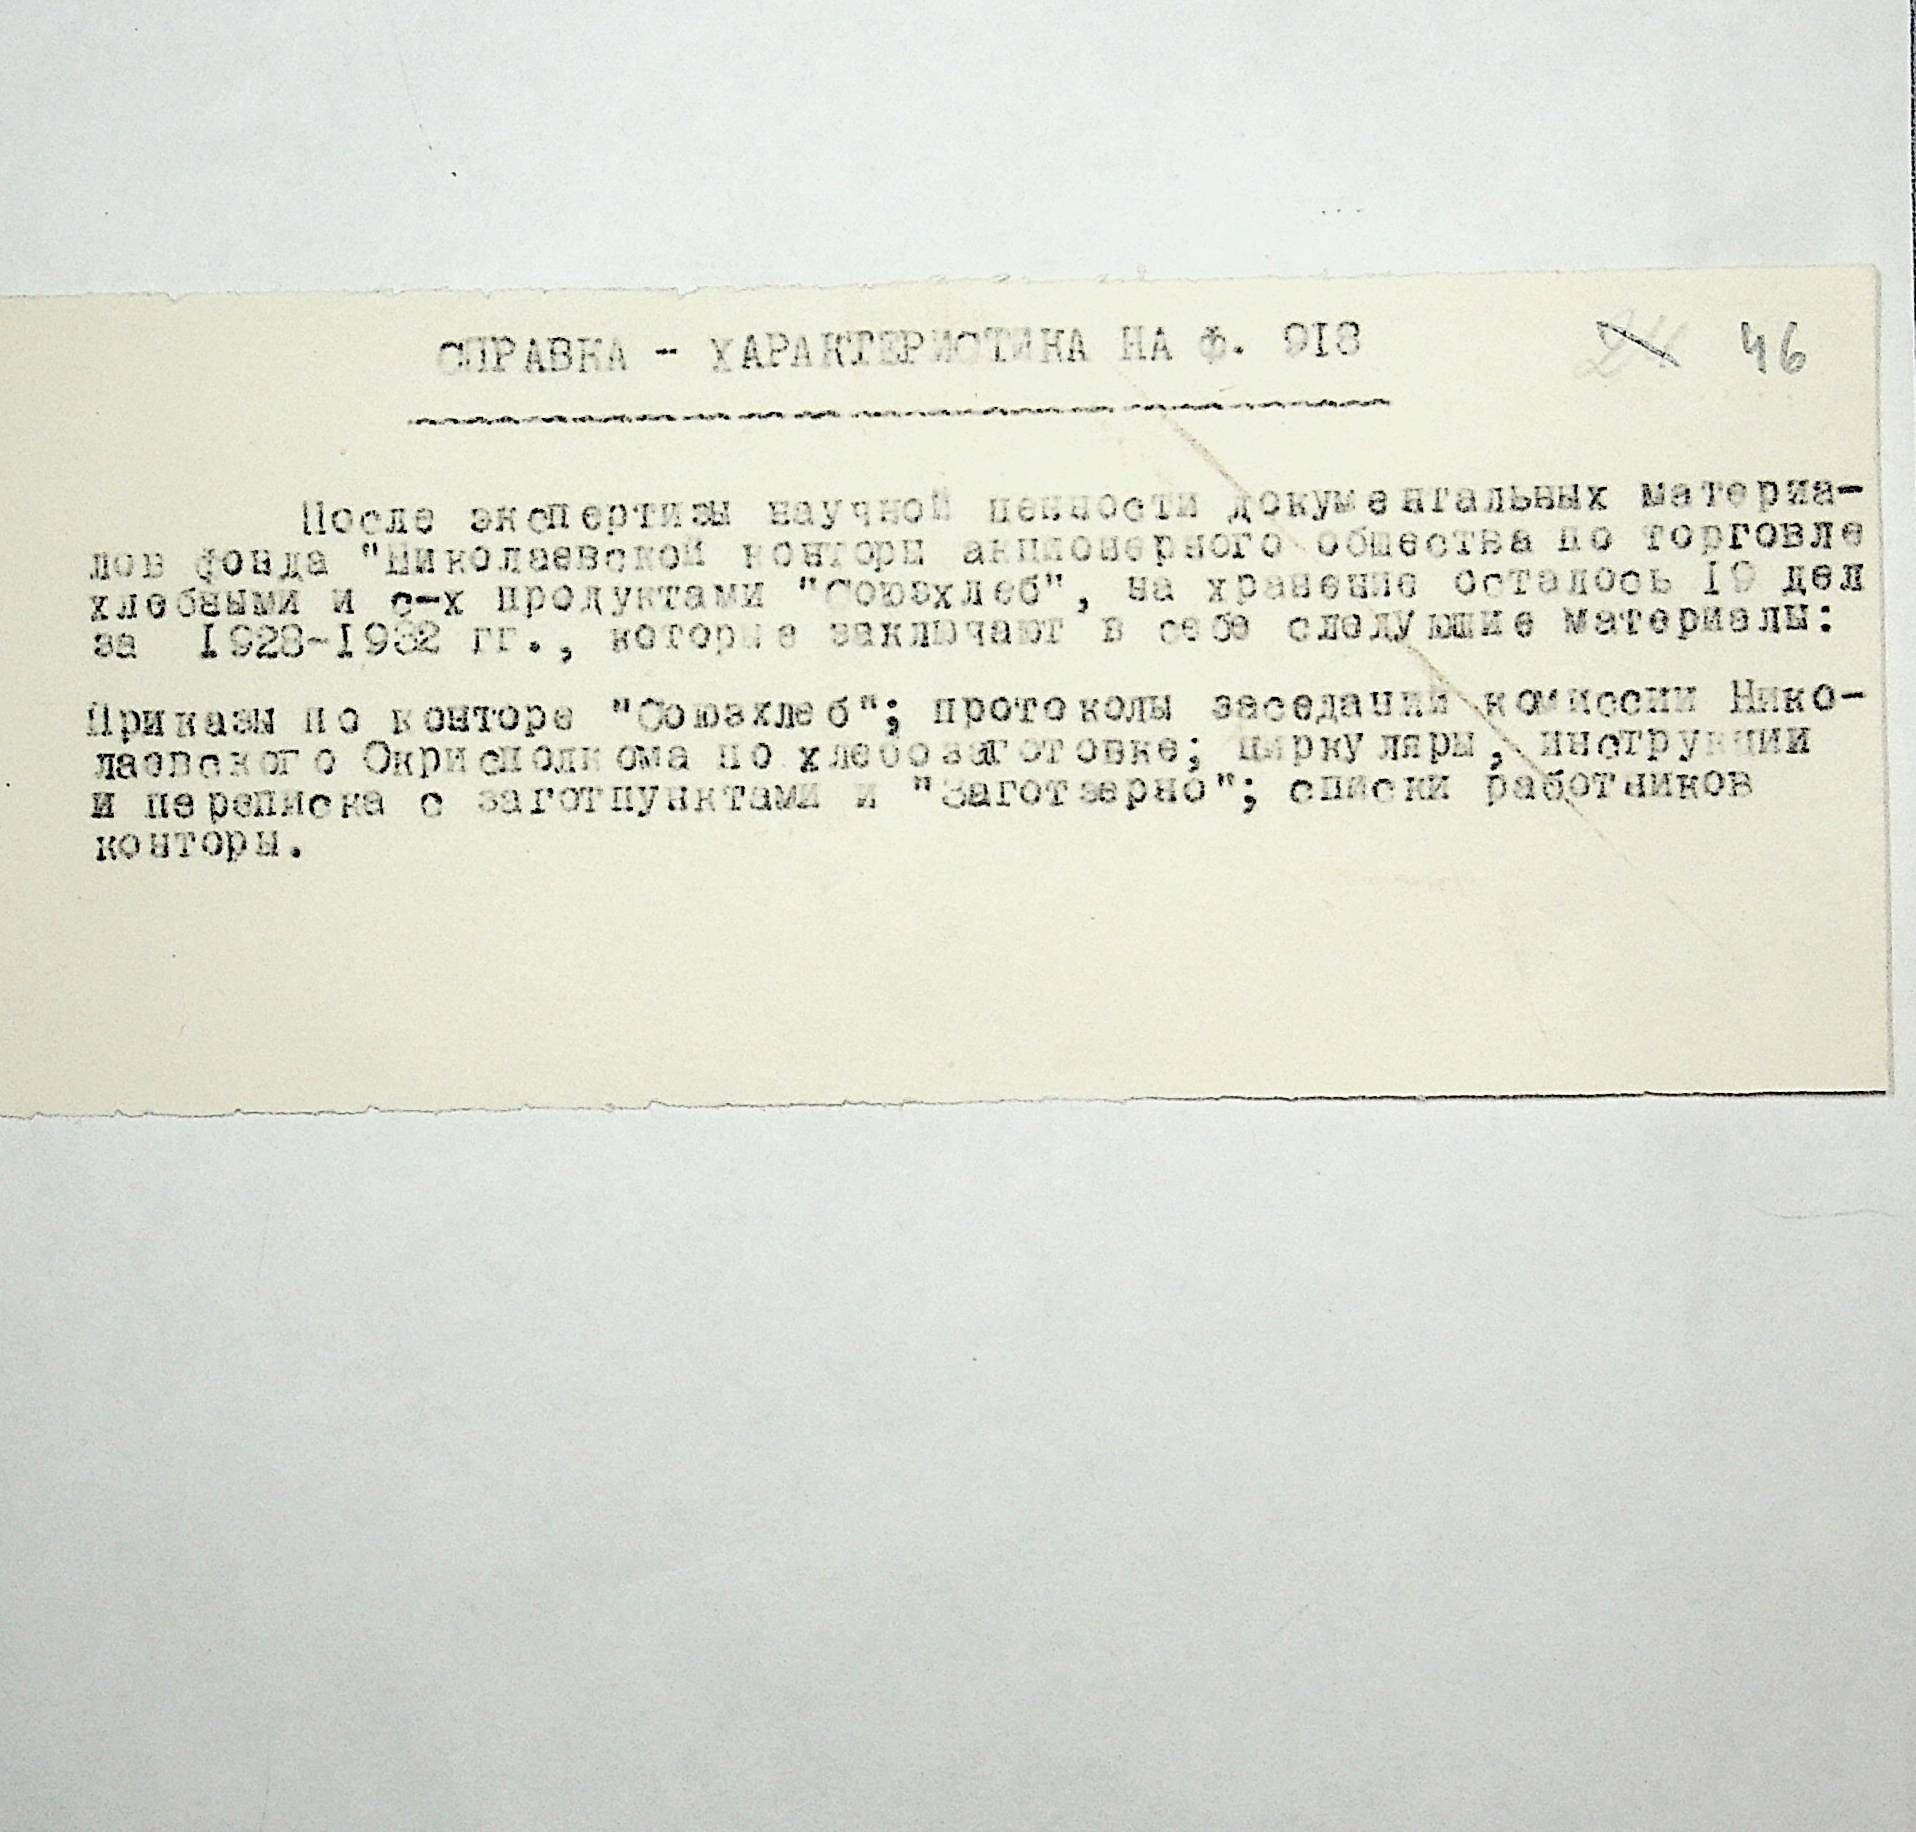 СПРАВКА - ХАРАКТЕРИСТИКА НА Ф. 918
46
После экспертизы научной ценности документальных материа-
лов фонда "Николаевской конторы акционерного общества по торговле
хлебными и с-х продуктами "Союзхлеб", на хранение осталось 19 дел
за 1928-1932 гг., которые заключают в себе следующие материалы:
Приказы по конторе "Союзхлеб"; протоколы заседаний комиссии Нико-
лаевского Окрисполкома по хлебозаготовке; циркуляры, инструкции
и переписка с заготпунктами и "Заготзерно"; списки работников
конторы.